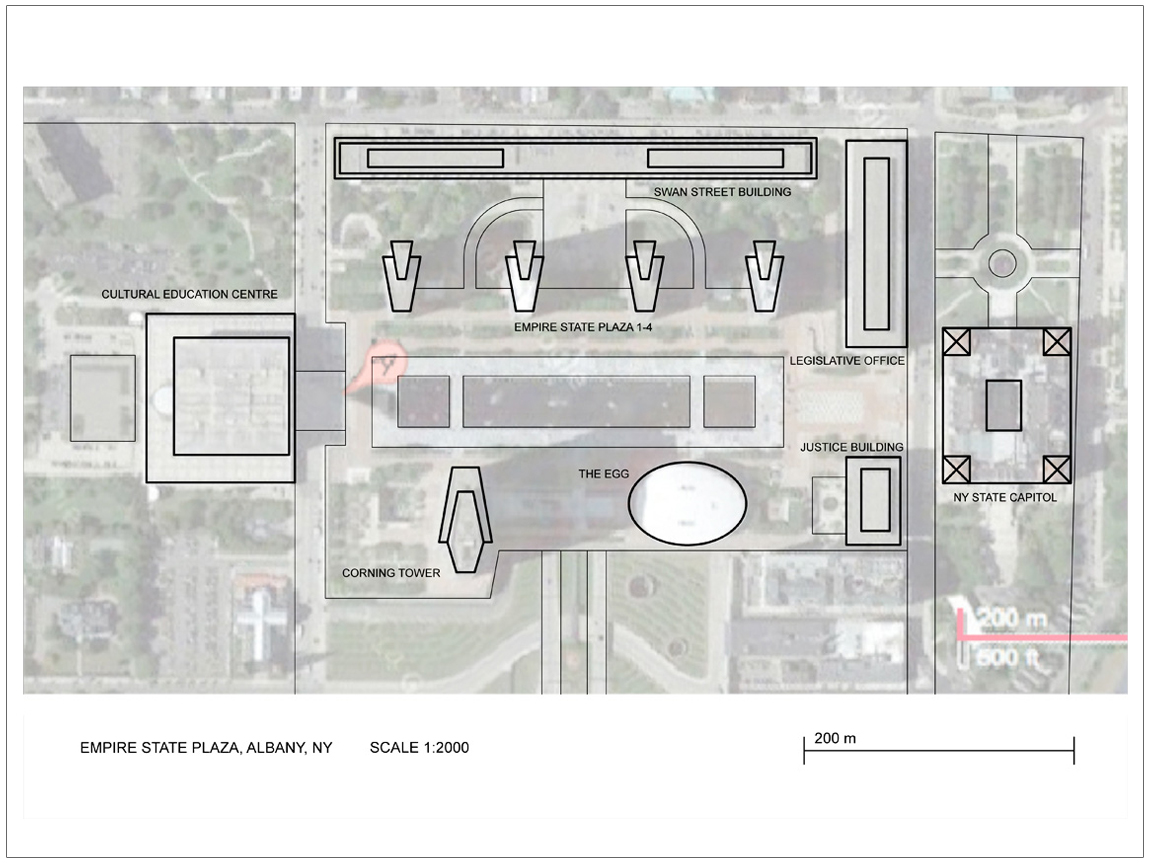 SWAN STREET BUILDING
CULTURAL EDUCATION CENTRE
EMPIRE STATE PLAZA 1-4
LEGISLATIVE OFFICE
JUSTICE BUILDING
THE EGG
NY STATE CAPITOL
CORNING TOWER
200 m
500 ft
EMPIRE STATE PLAZA, ALBANY, NY SCALE 1:2000
200 m